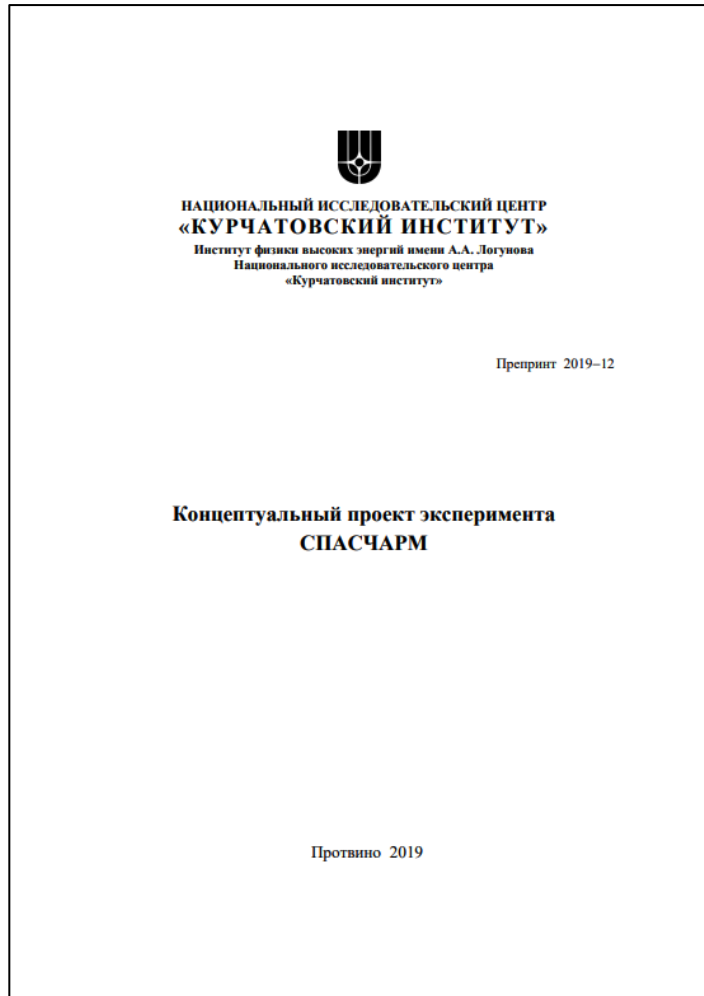 НАЦИОНАЛЬНЫЙ ИССЛЕДОВАТЕЛЬСКИЙ ЦЕНТР
«КУРЧАТОВСКИЙ ИНСТИТУТ»
Институт физики высоких энергий имени А.А. Логунова
Национального исследовательского центра
«Курчатовский институт»
Препринт 2019–12
Концептуальный проект эксперимента
СПАСЧАРМ
Протвино 2019